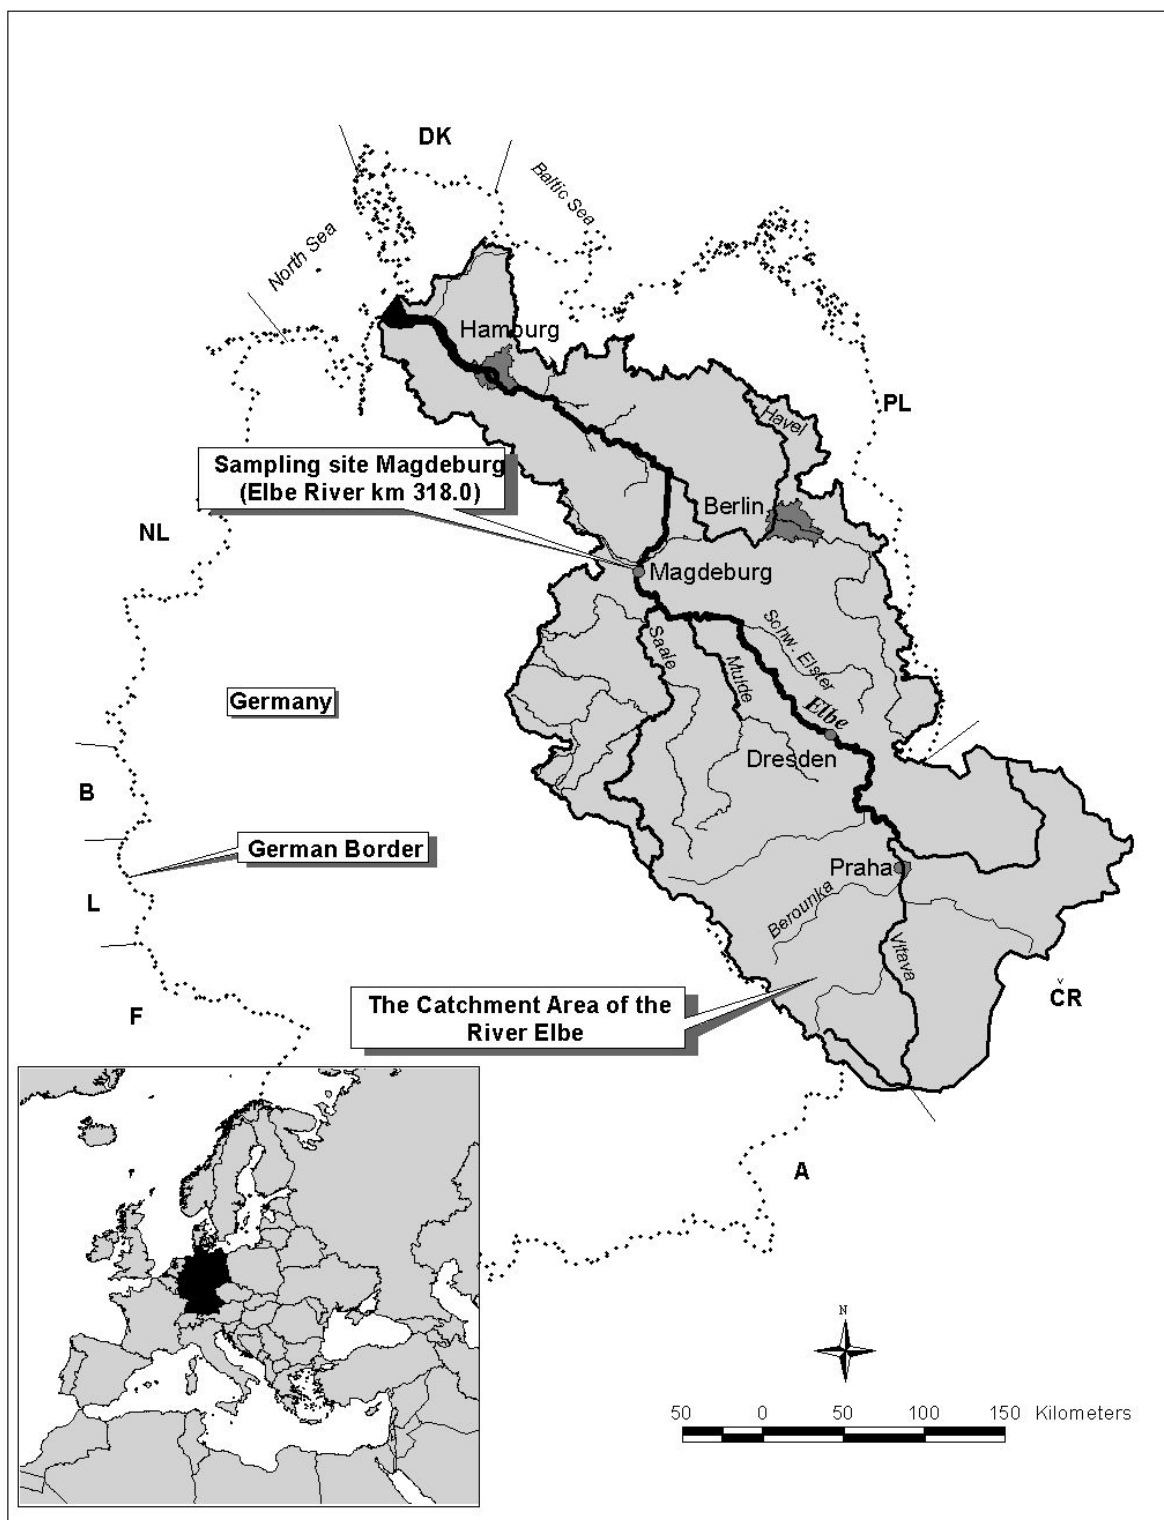 DK
Baltic Sea
North Sea
Hamburg
PL
Havel
Sampling site Magdeburg
(Elbe River km 318.0)
Berlin
NL
Magdeburg
Schw. Elster
Saale
Mulde
Germany
Elbe
Dresden
B
German Border
Praha
L
Berounka
Vltava
The Catchment Area of the
River Elbe
ČR
F
A
N
50 0 50 100 150 Kilometers